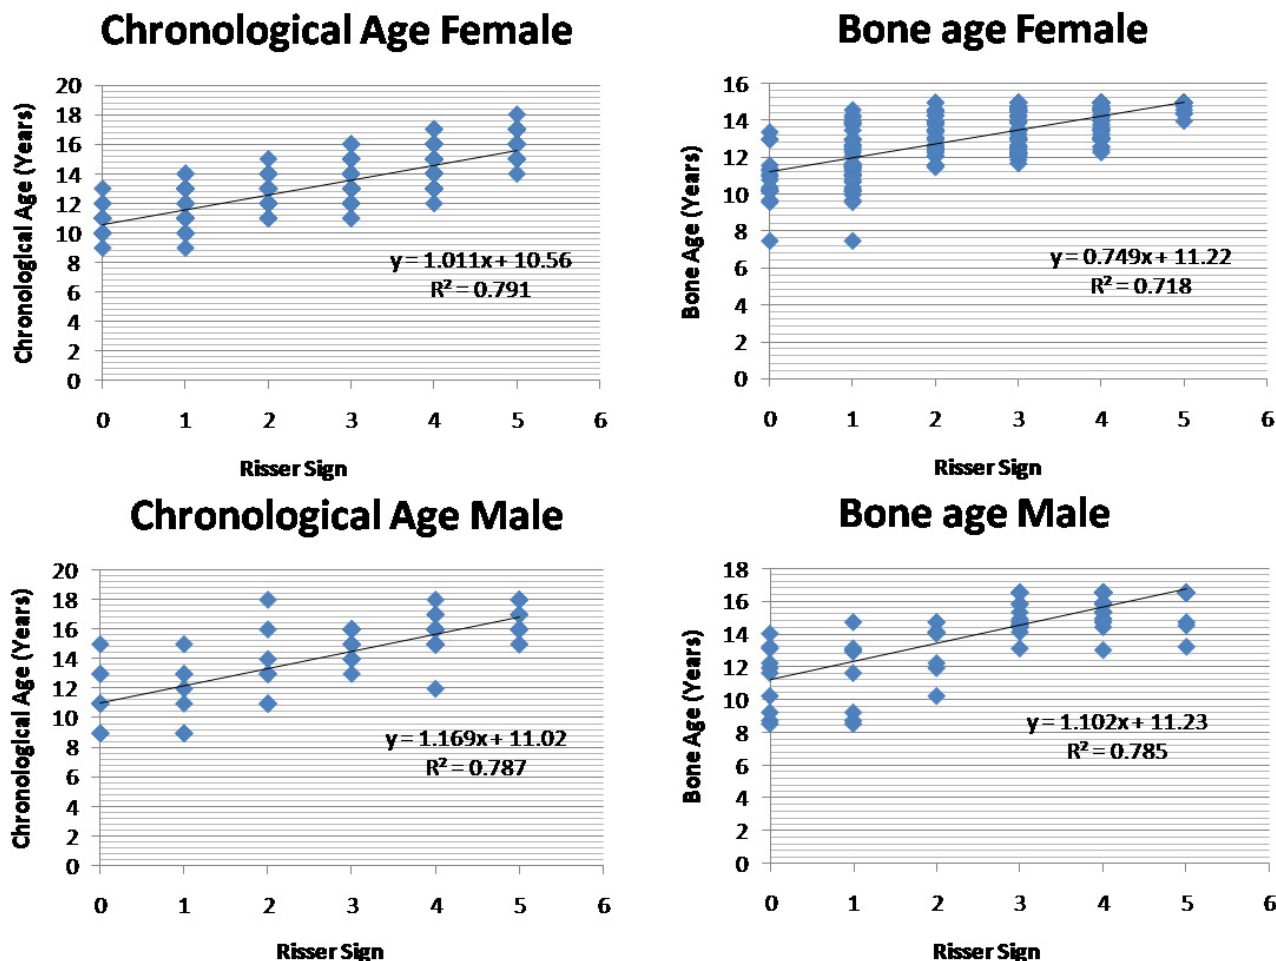 Chronological Age Female
Chronological Age (Years)
20
18
16
14
12
10
8
6
4
2
0
y = 1.011x + 10.56
R² = 0.791
0 1 2 3 4 5 6
Risser Sign
Bone age Female
Bone Age (Years)
16
14
12
10
8
6
4
2
0
y = 0.749x + 11.22
R² = 0.718
0 1 2 3 4 5 6
Risser Sign
Chronological Age Male
Chronological Age (Years)
20
18
16
14
12
10
8
6
4
2
0
y = 1.169x + 11.02
R² = 0.787
0 1 2 3 4 5 6
Risser Sign
Bone age Male
Bone Age (Years)
18
16
14
12
10
8
6
4
2
0
y = 1.102x + 11.23
R² = 0.785
0 1 2 3 4 5 6
Risser Sign